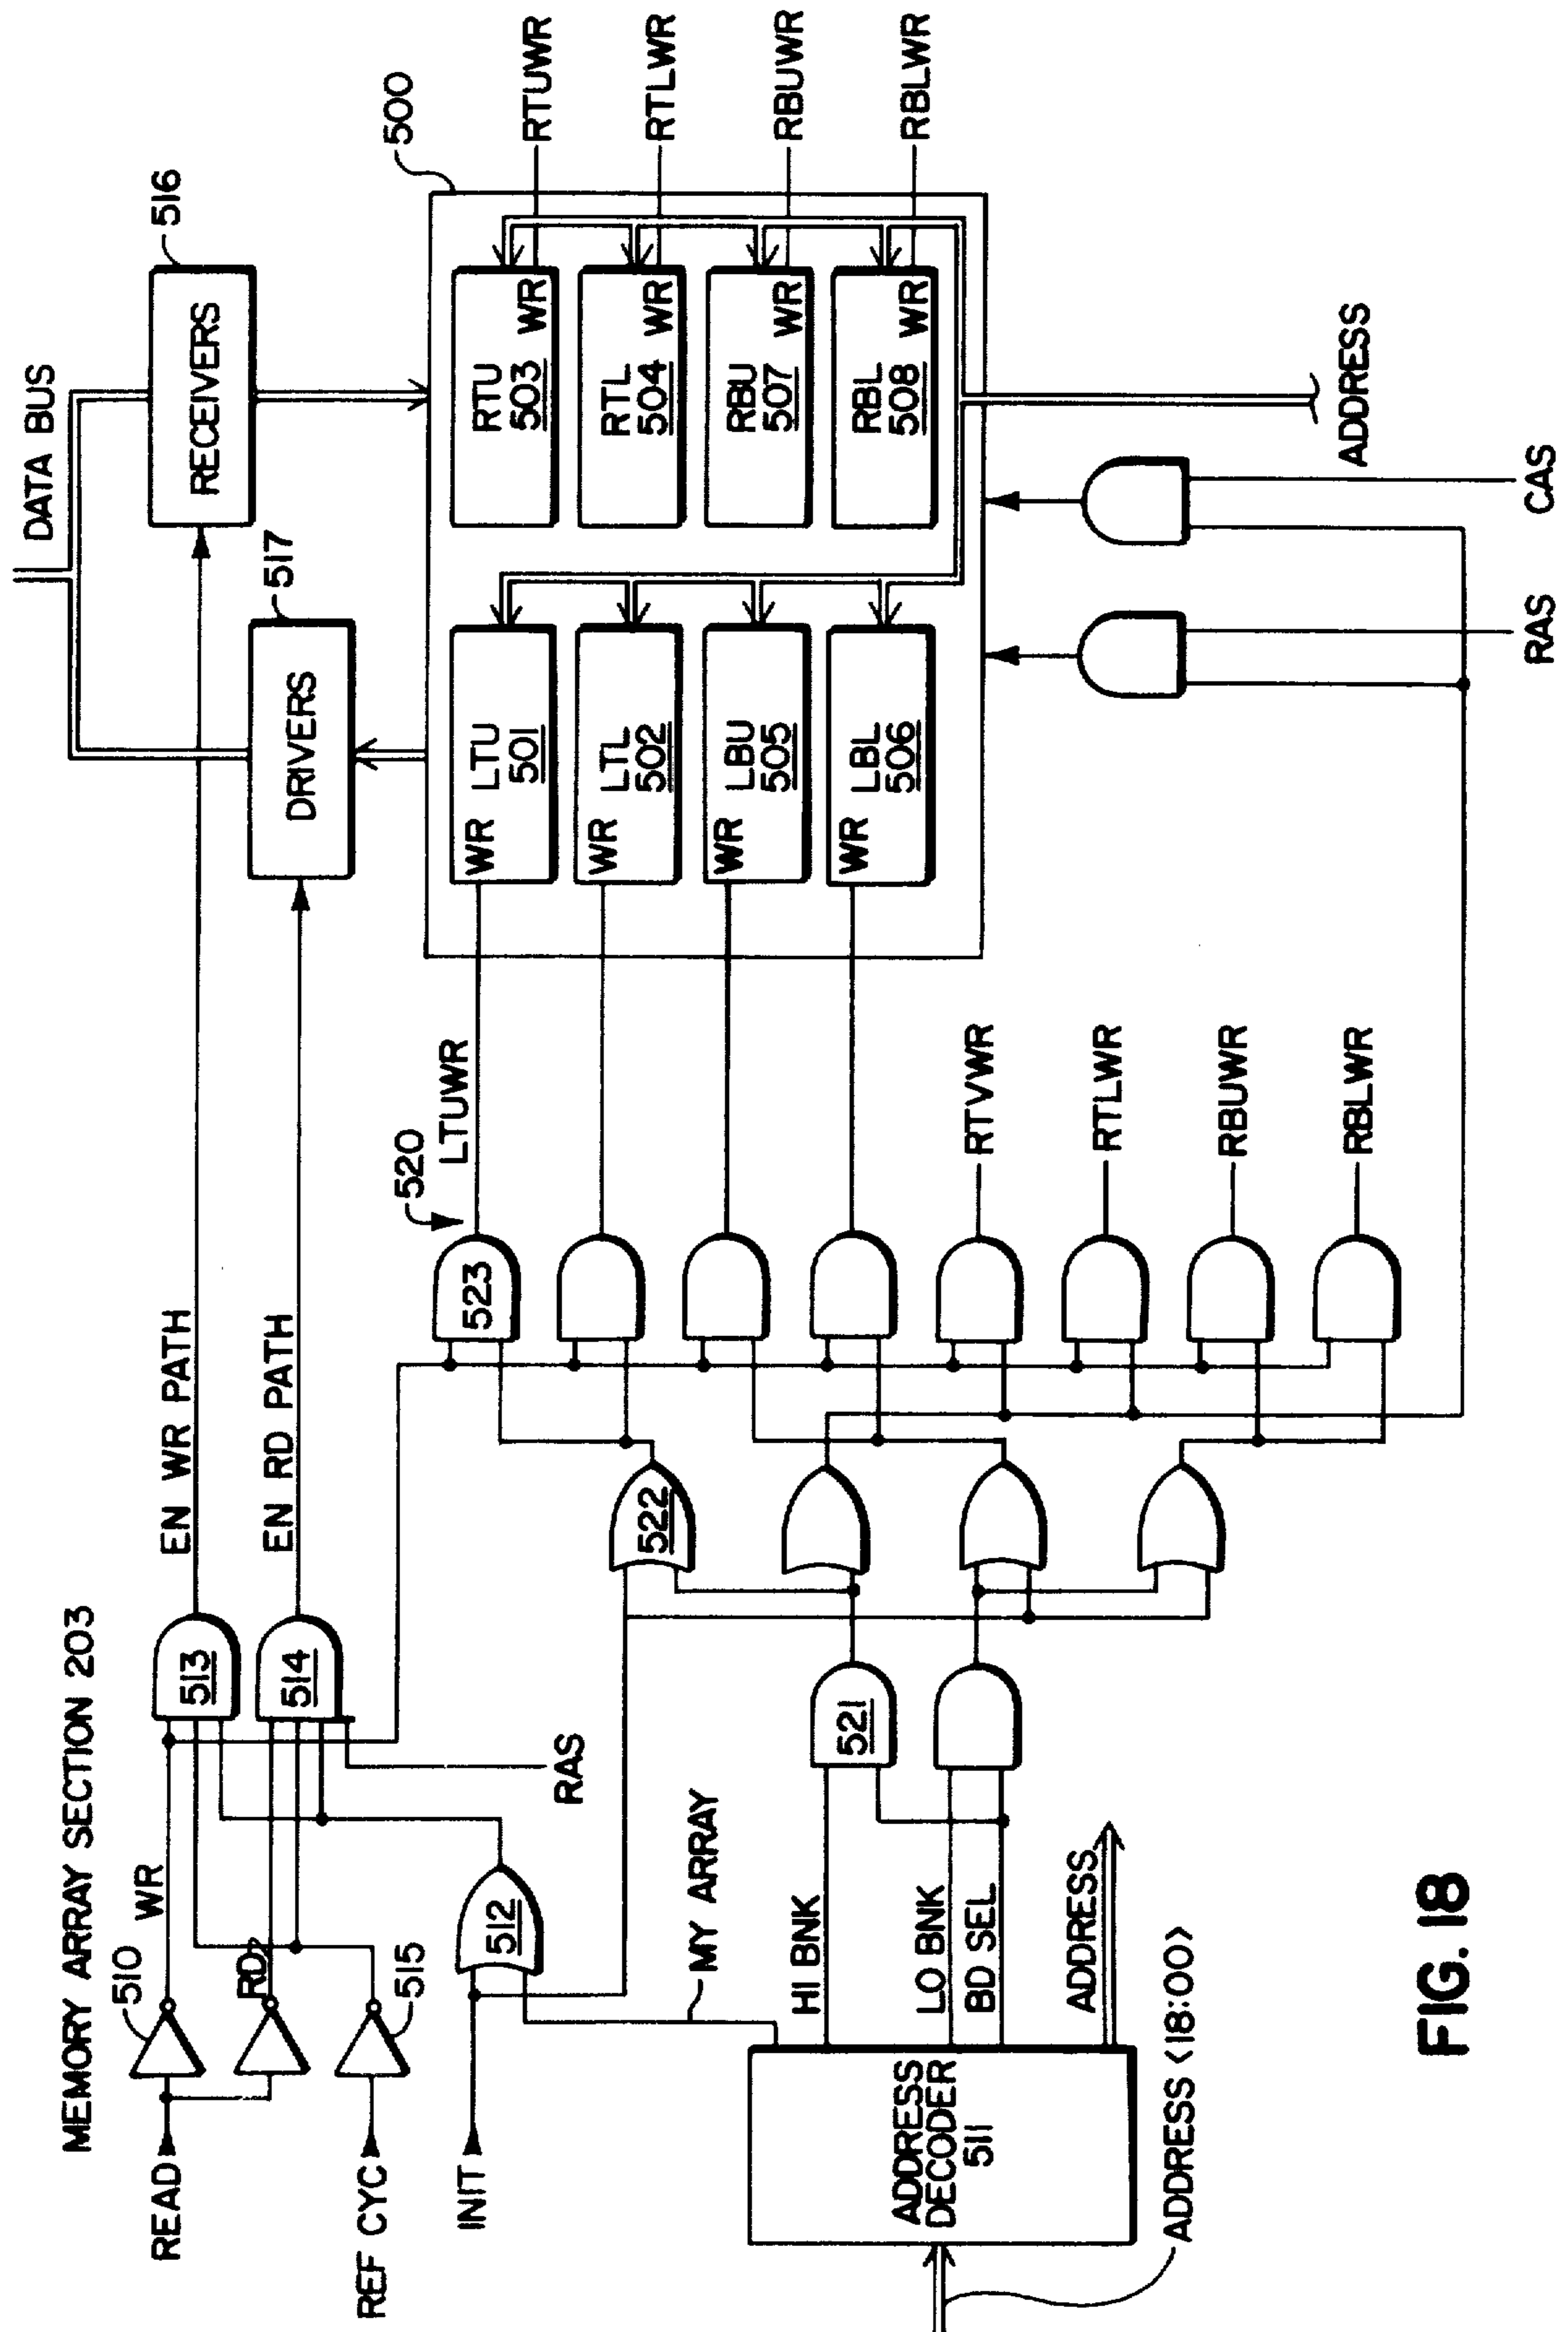 MEMORY ARRAY SECTION 203
READ
510
WR
RD
REF CYC
515
INIT
512
MY ARRAY
513
514
RAS
EN WR PATH
EN RD PATH
DATA BUS
RECEIVERS
516
DRIVERS
517
500
ADDRESS
DECODER
511
ADDRESS <18:00>
HI BNK
LO BNK
BD SEL
ADDRESS
521
522
523
520
LTUWR
RTVWR
RTLWR
RBUWR
RBLWR
WR
LTU
501
WR
LTL
502
WR
LBU
505
WR
LBL
506
RTU
503
WR
RTL
504
WR
RBU
507
WR
RBL
508
WR
RTUWR
RTLWR
RBUWR
RBLWR
RAS
CAS
ADDRESS
FIG. 18